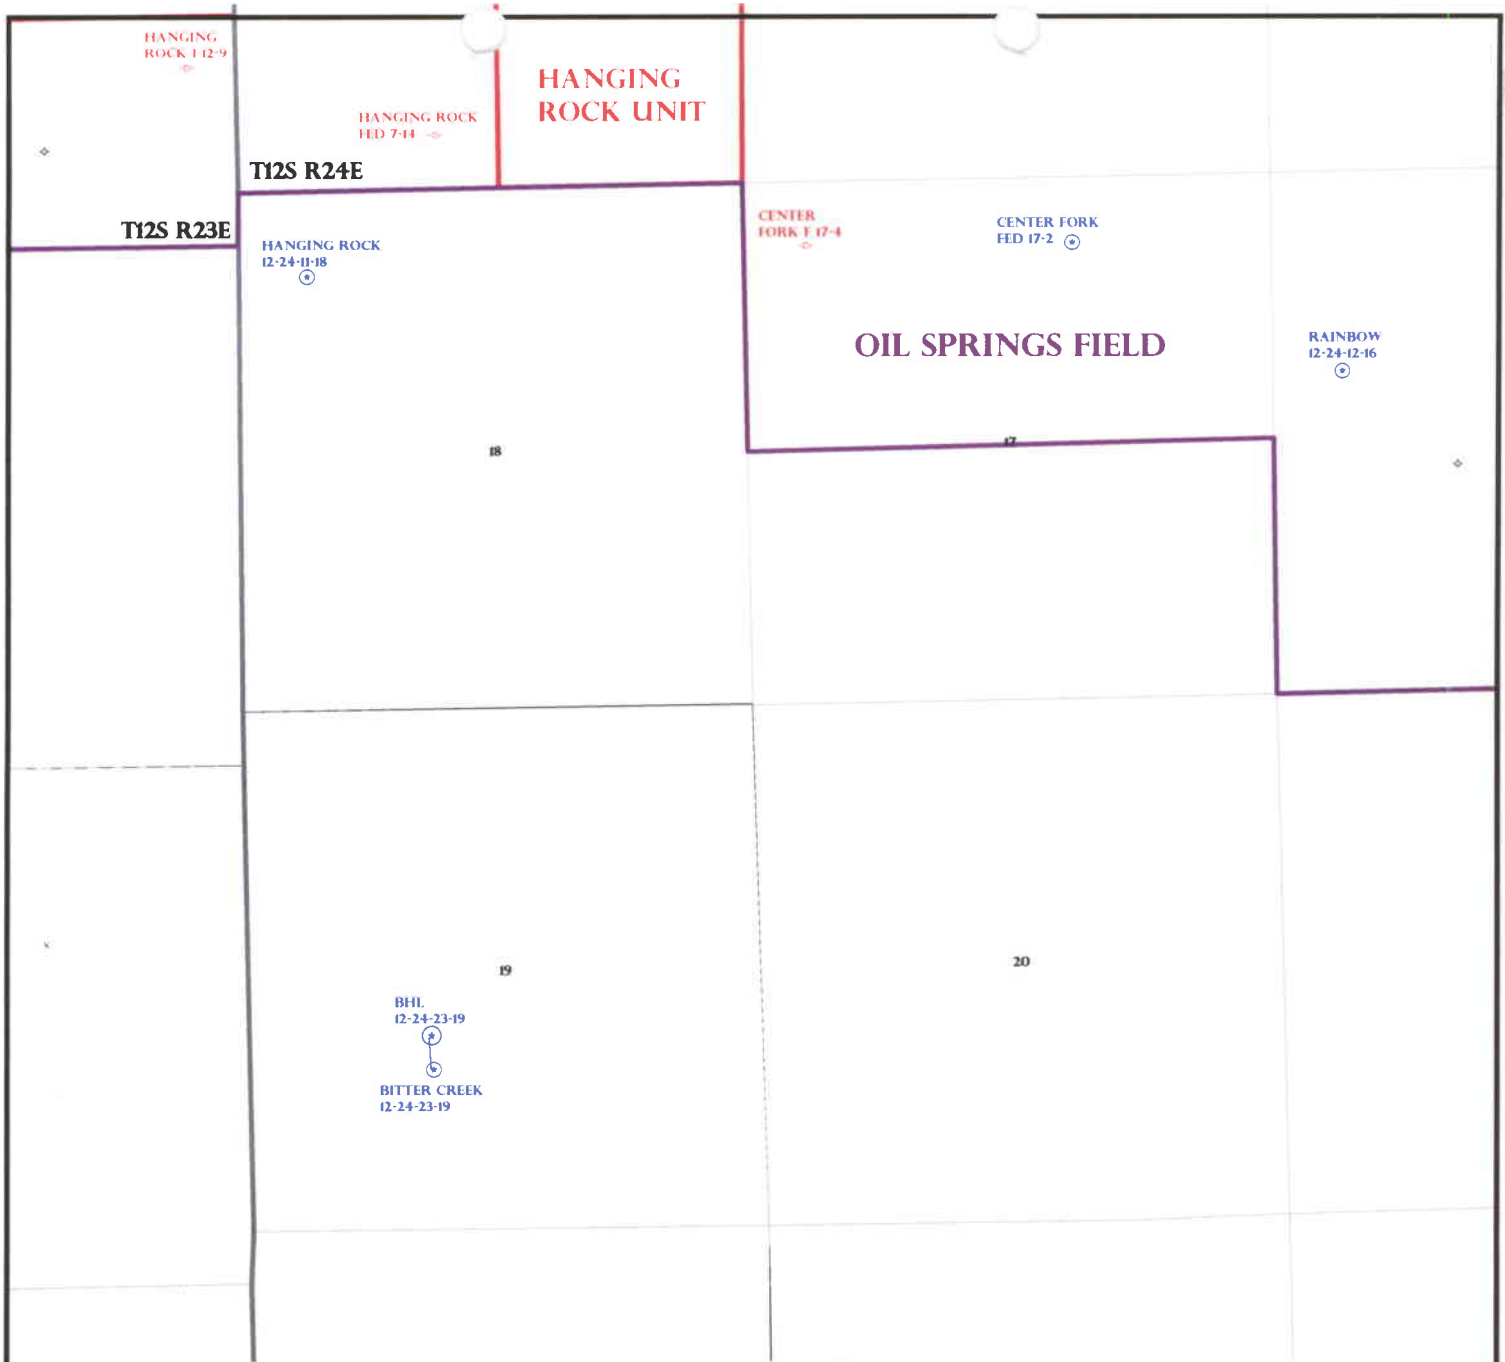 HANGING
ROCK 1 12-9
HANGING ROCK
FED 7-14
HANGING
ROCK UNIT
T12S R24E
T12S R23E
HANGING ROCK
12-24-11-18
CENTER
FORK F 17-4
CENTER FORK
FED 17-2
OIL SPRINGS FIELD
RAINBOW
12-24-12-16
18
17
19
20
BHL
12-24-23-19
BITTER CREEK
12-24-23-19